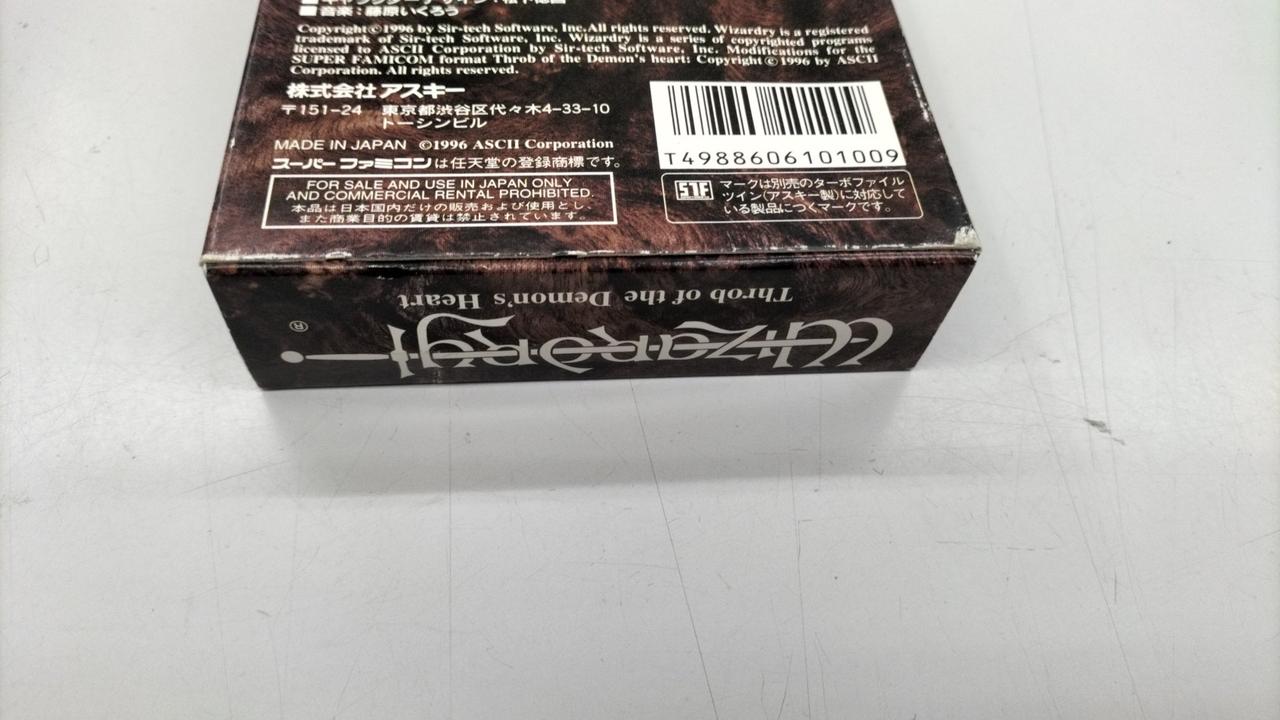 ■音楽：藤原いくろう
Copyright©1996 by Sir-tech Software, Inc.All rights reserved. Wizardry is a registered
trademark of Sir-tech Software, Inc. Wizardry is a series of copyrighted programs
licensed to ASCII Corporation by Sir-tech Software, Inc. Modifications for the
SUPER FAMICOM format Throb of the Demon's heart: Copyright©1996 by ASCII
Corporation. All rights reserved.
株式会社アスキー
〒151-24 東京都渋谷区代々木4-33-10
トーシンビル
MADE IN JAPAN ©1996 ASCII Corporation
スーパーファミコンは任天堂の登録商標です。
FOR SALE AND USE IN JAPAN ONLY
AND COMMERCIAL RENTAL PROHIBITED.
本品は日本国内だけの販売および使用とし、
また商業目的の賃貸は禁止されています。
T4988606101009
STF マークは別売のターボファイル
ツイン(アスキー製)に対応して
いる製品につくマークです。
Wizardry®
Throb of the Demon's Heart